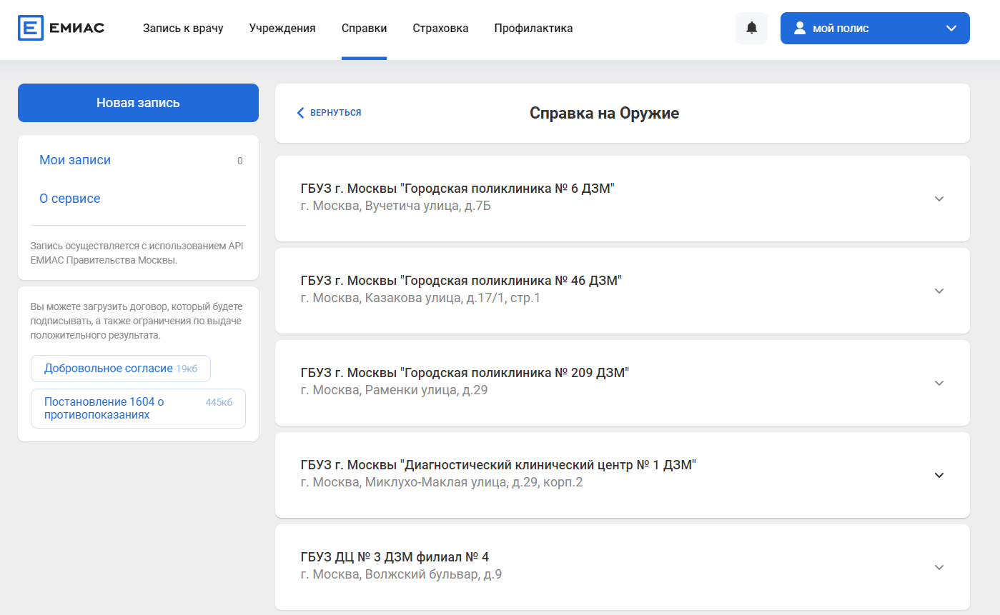 ЕМИАС
Запись к врачу
Учреждения
Справки
Страховка
Профилактика
МОЙ ПОЛИС
Новая запись
Мои записи 0
О сервисе
Запись осуществляется с использованием API
ЕМИАС Правительства Москвы.
Вы можете загрузить договор, который будете
подписывать, а также ограничения по выдаче
положительного результата.
Добровольное согласие 19кб
Постановление 1604 о 445кб
противопоказаниях
ВЕРНУТЬСЯ
Справка на Оружие
ГБУЗ г. Москвы "Городская поликлиника № 6 ДЗМ"
г. Москва, Вучетича улица, д.7Б
ГБУЗ г. Москвы "Городская поликлиника № 46 ДЗМ"
г. Москва, Казакова улица, д.17/1, стр.1
ГБУЗ г. Москвы "Городская поликлиника № 209 ДЗМ"
г. Москва, Раменки улица, д.29
ГБУЗ г. Москвы "Диагностический клинический центр № 1 ДЗМ"
г. Москва, Миклухо-Маклая улица, д.29, корп.2
ГБУЗ ДЦ № 3 ДЗМ филиал № 4
г. Москва, Волжский бульвар, д.9